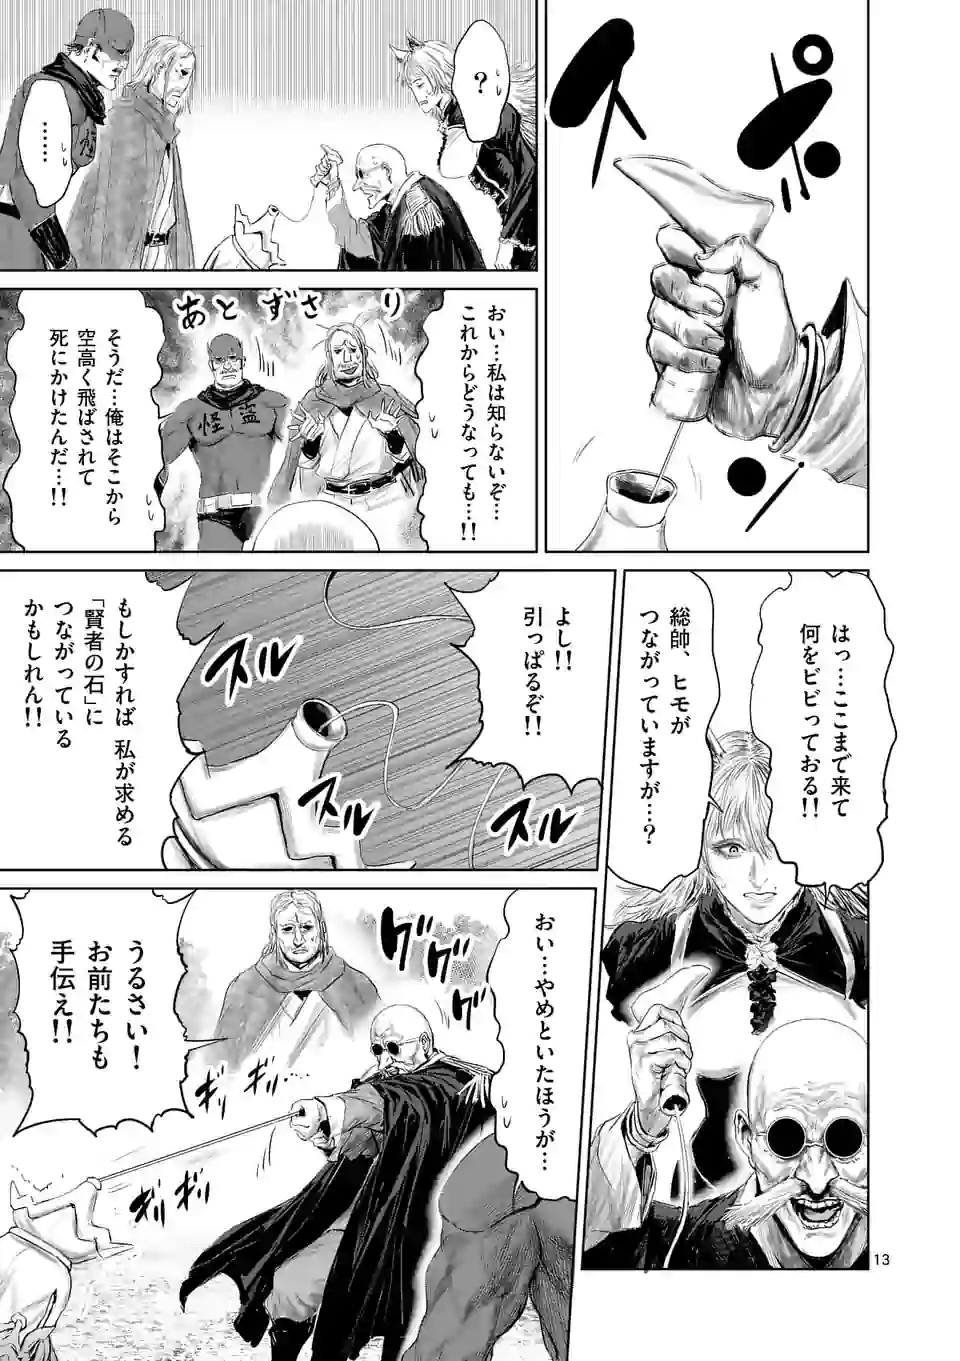 スポッ
？
……
おい…私は知らないぞ…
これからどうなっても…!!
あとずさり
怪盗
そうだ…俺はそこから
空高く飛ばされて
死にかけたんだ…!!
はっ…ここまで来て
何をビビっておる!!
総帥、ヒモが
つながっていますが…?
よし!!
引っぱるぞ!!
スル
スル
スル
もしかすれば 私が求める
「賢者の石」に
つながっている
かもしれん!!
おい…やめといたほうが…
グググ
ギギギ
ギギギ
うるさい!
お前たちも
手伝え!!
13